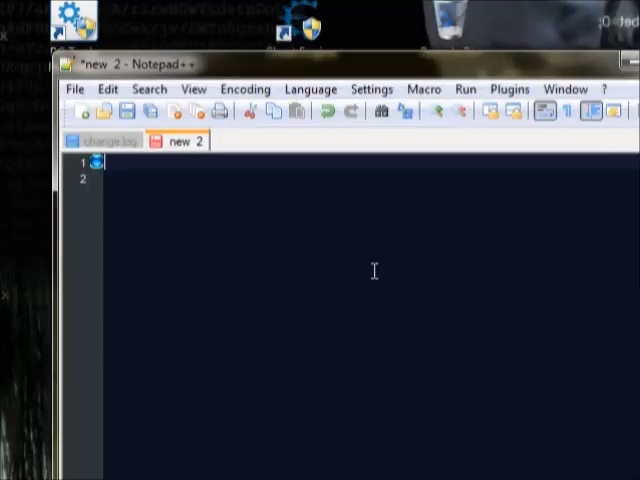 *new 2 - Notepad++
File Edit Search View Encoding Language Settings Macro Run Plugins Window ?
change.log new 2
1
2